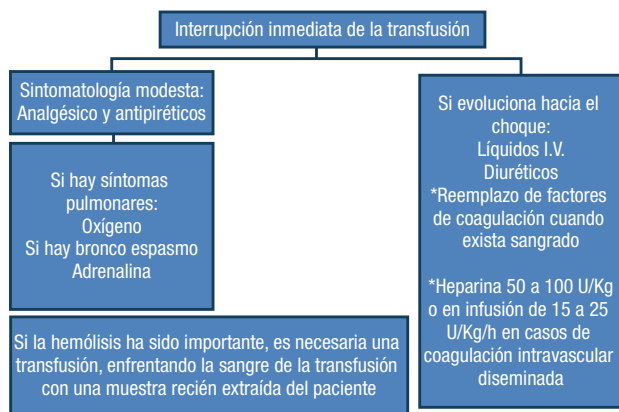 Interrupción inmediata de la transfusión
Sintomatología modesta:
Analgésico y antipiréticos
Si hay síntomas
pulmonares:
Oxígeno
Si hay bronco espasmo
Adrenalina
Si evoluciona hacia el
choque:
Líquidos I.V.
Diuréticos
*Reemplazo de factores
de coagulación cuando
exista sangrado
*Heparina 50 a 100 U/Kg
o en infusión de 15 a 25
U/Kg/h en casos de
coagulación intravascular
diseminada
Si la hemólisis ha sido importante, es necesaria una
transfusión, enfrentando la sangre de la transfusión
con una muestra recién extraída del paciente